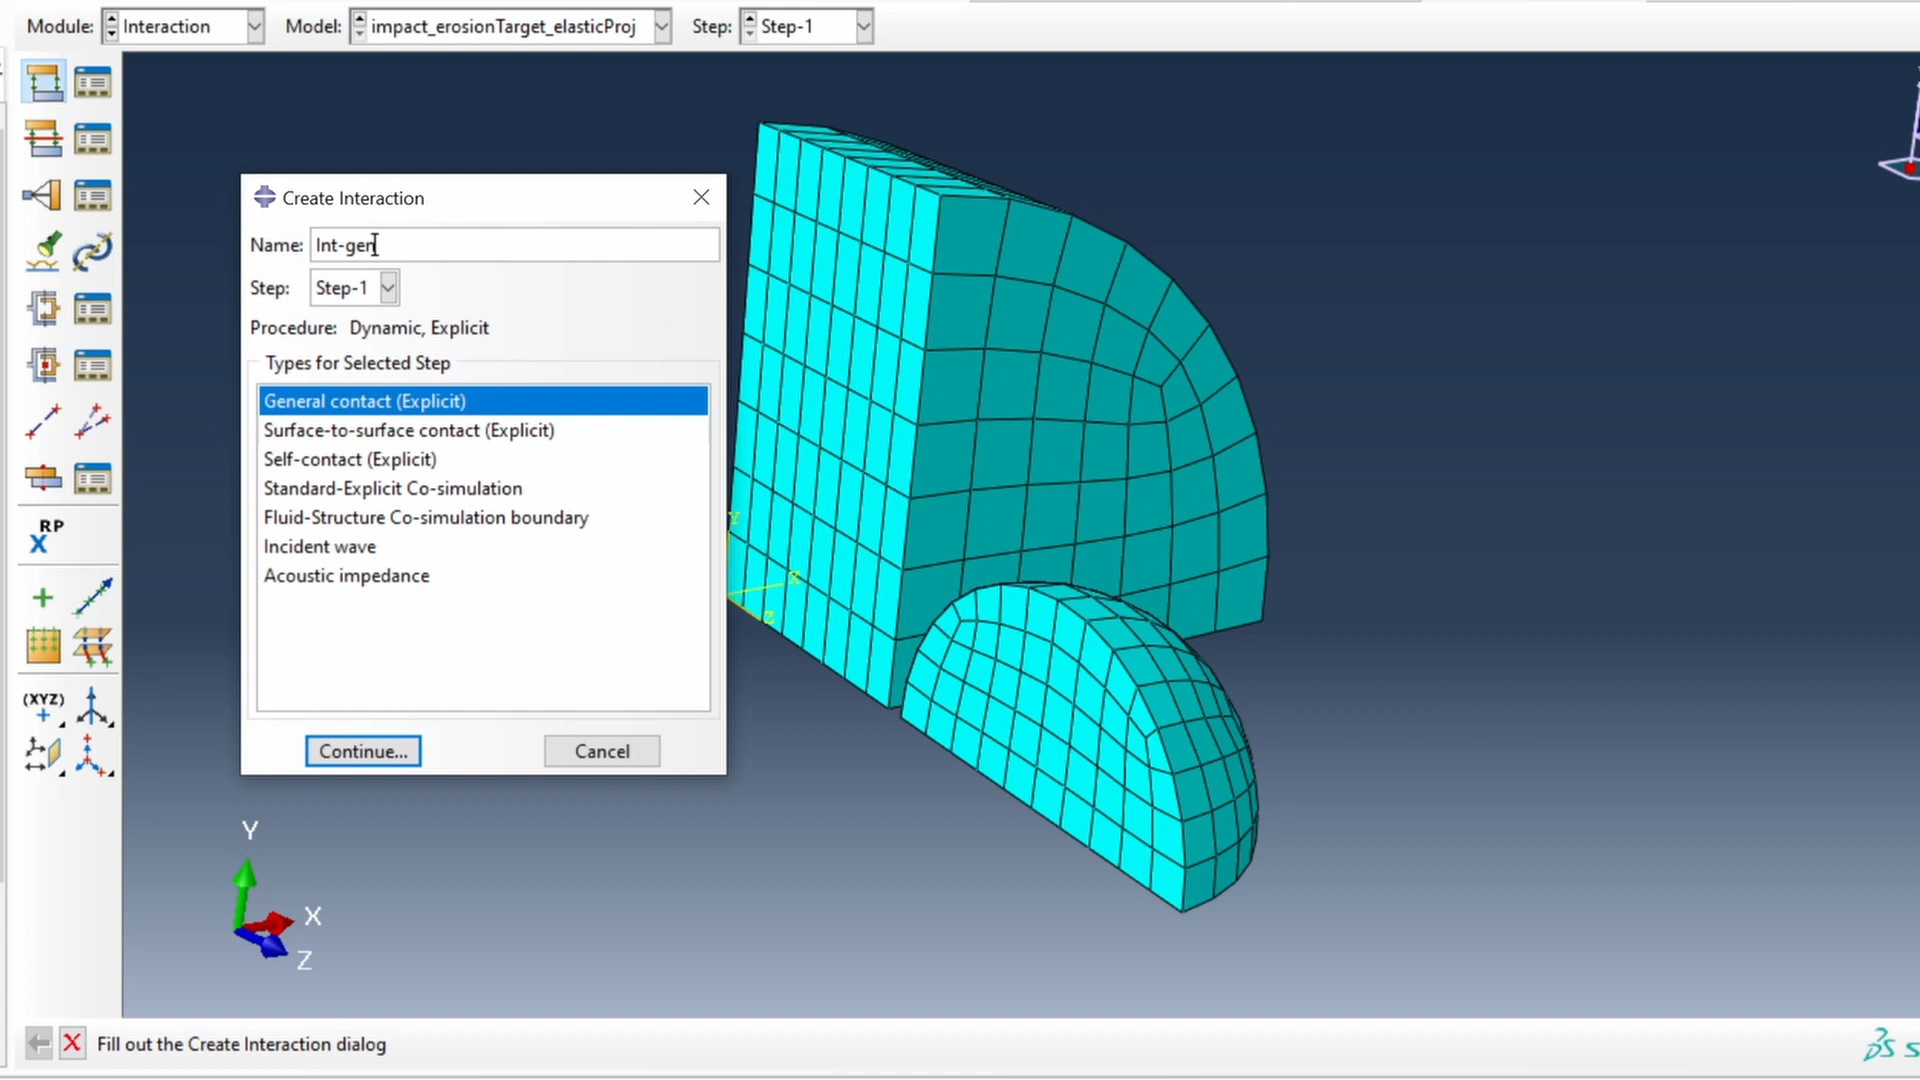 Module: Interaction Model: impact_erosionTarget_elasticProj Step: Step-1
Create Interaction
Name: Int-gen
Step: Step-1
Procedure: Dynamic, Explicit
Types for Selected Step
General contact (Explicit)
Surface-to-surface contact (Explicit)
Self-contact (Explicit)
Standard-Explicit Co-simulation
Fluid-Structure Co-simulation boundary
Incident wave
Acoustic impedance
Continue... Cancel
RP
(XYZ)
Y
X
Z
Y
X
Z
Fill out the Create Interaction dialog